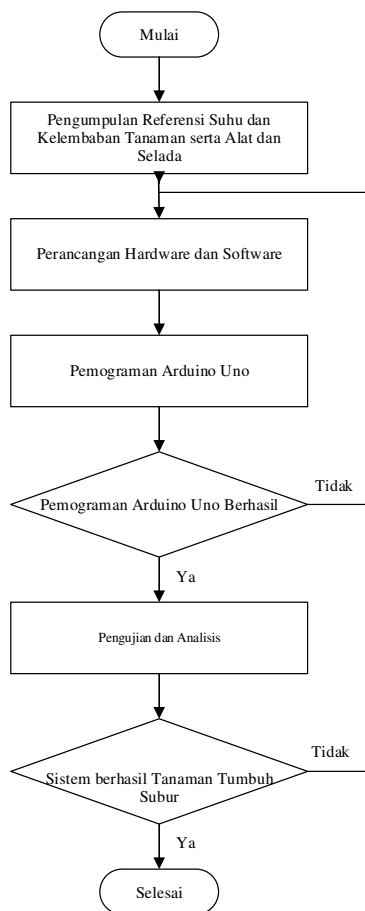 Mulai
Pengumpulan Referensi Suhu dan
Kelembaban Tanaman serta Alat dan
Selada
Perancangan Hardware dan Software
Pemograman Arduino Uno
Pemograman Arduino Uno Berhasil
Tidak
Ya
Pengujian dan Analisis
Sistem berhasil Tanaman Tumbuh
Subur
Tidak
Ya
Selesai